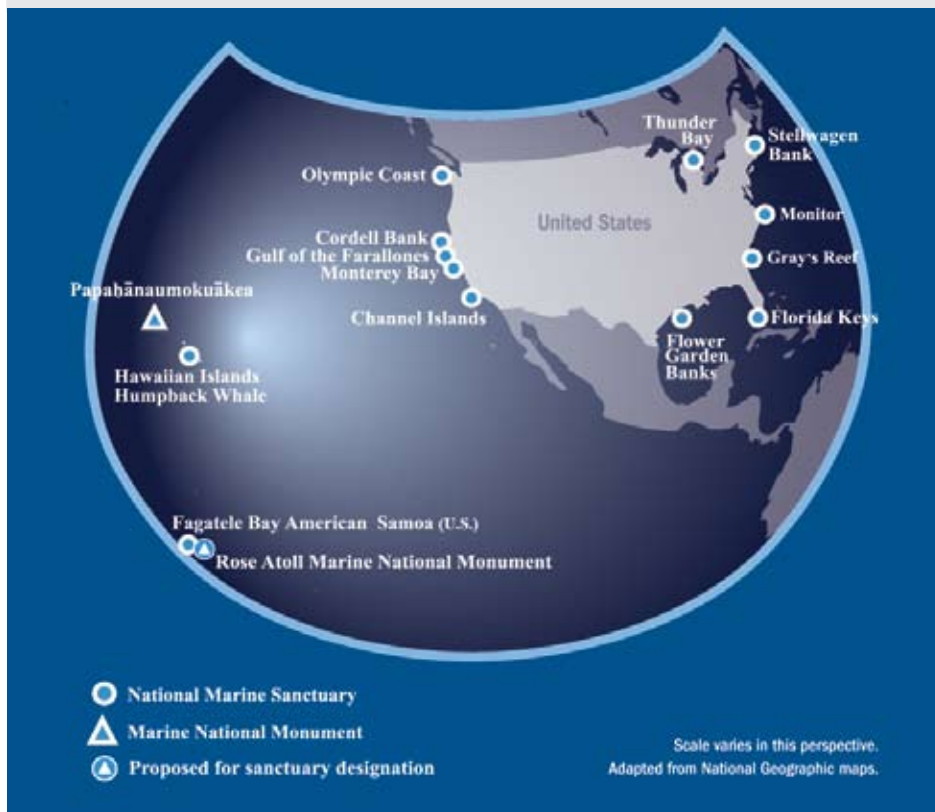 Thunder
Bay
Stellwagen
Bank
Olympic Coast
United States
Monitor
Cordell Bank
Gulf of the Farallones
Monterey Bay
Gray's Reef
Papahānaumokuākea
Channel Islands
Florida Keys
Flower
Garden
Banks
Hawaiian Islands
Humpback Whale
Fagatele Bay American Samoa (U.S.)
Rose Atoll Marine National Monument
National Marine Sanctuary
Marine National Monument
Proposed for sanctuary designation
Scale varies in this perspective.
Adapted from National Geographic maps.